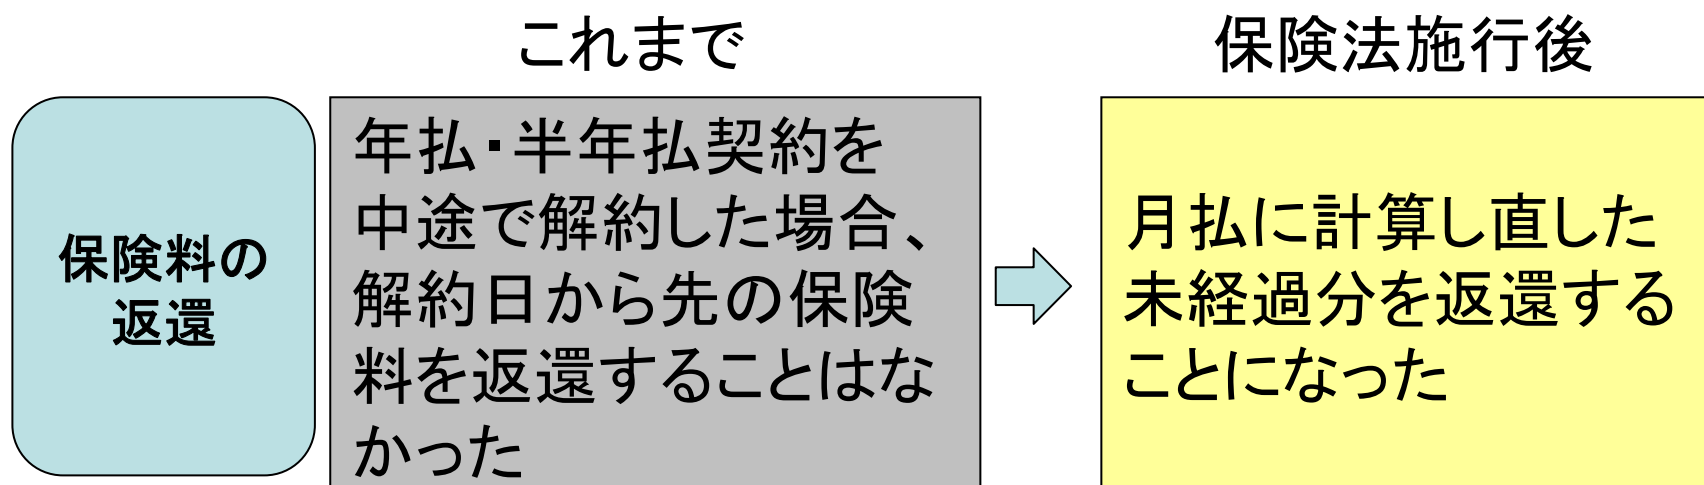 これまで
保険法施行後
保険料の
返還
年払・半年払契約を
中途で解約した場合、
解約日から先の保険
料を返還することはな
かった
月払に計算し直した
未経過分を返還する
ことになった